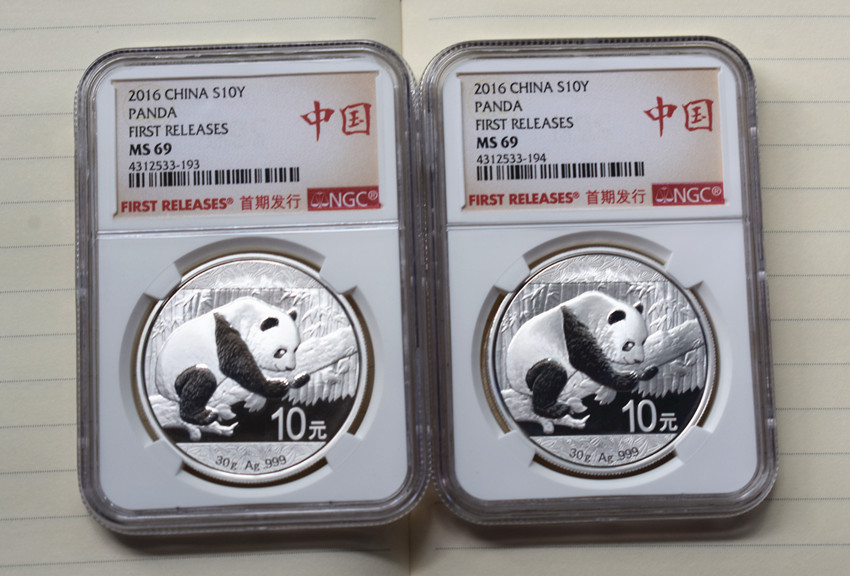 2016 CHINA S10Y
PANDA
FIRST RELEASES
MS 69
4312533-193
中国
FIRST RELEASES® 首期发行 NGC®
10元
30g Ag .999
2016 CHINA S10Y
PANDA
FIRST RELEASES
MS 69
4312533-194
中国
FIRST RELEASES® 首期发行 NGC®
10元
30g Ag .999